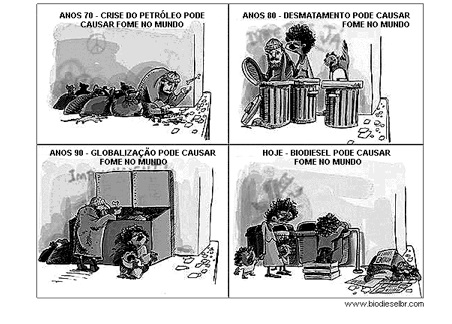 ANOS 70 - CRISE DO PETRÓLEO PODE
CAUSAR FOME NO MUNDO
ANOS 80 - DESMATAMENTO PODE CAUSAR
FOME NO MUNDO
ANOS 90 - GLOBALIZAÇÃO PODE CAUSAR
FOME NO MUNDO
HOJE - BIODIESEL PODE CAUSAR
FOME NO MUNDO
www.biodieselbr.com